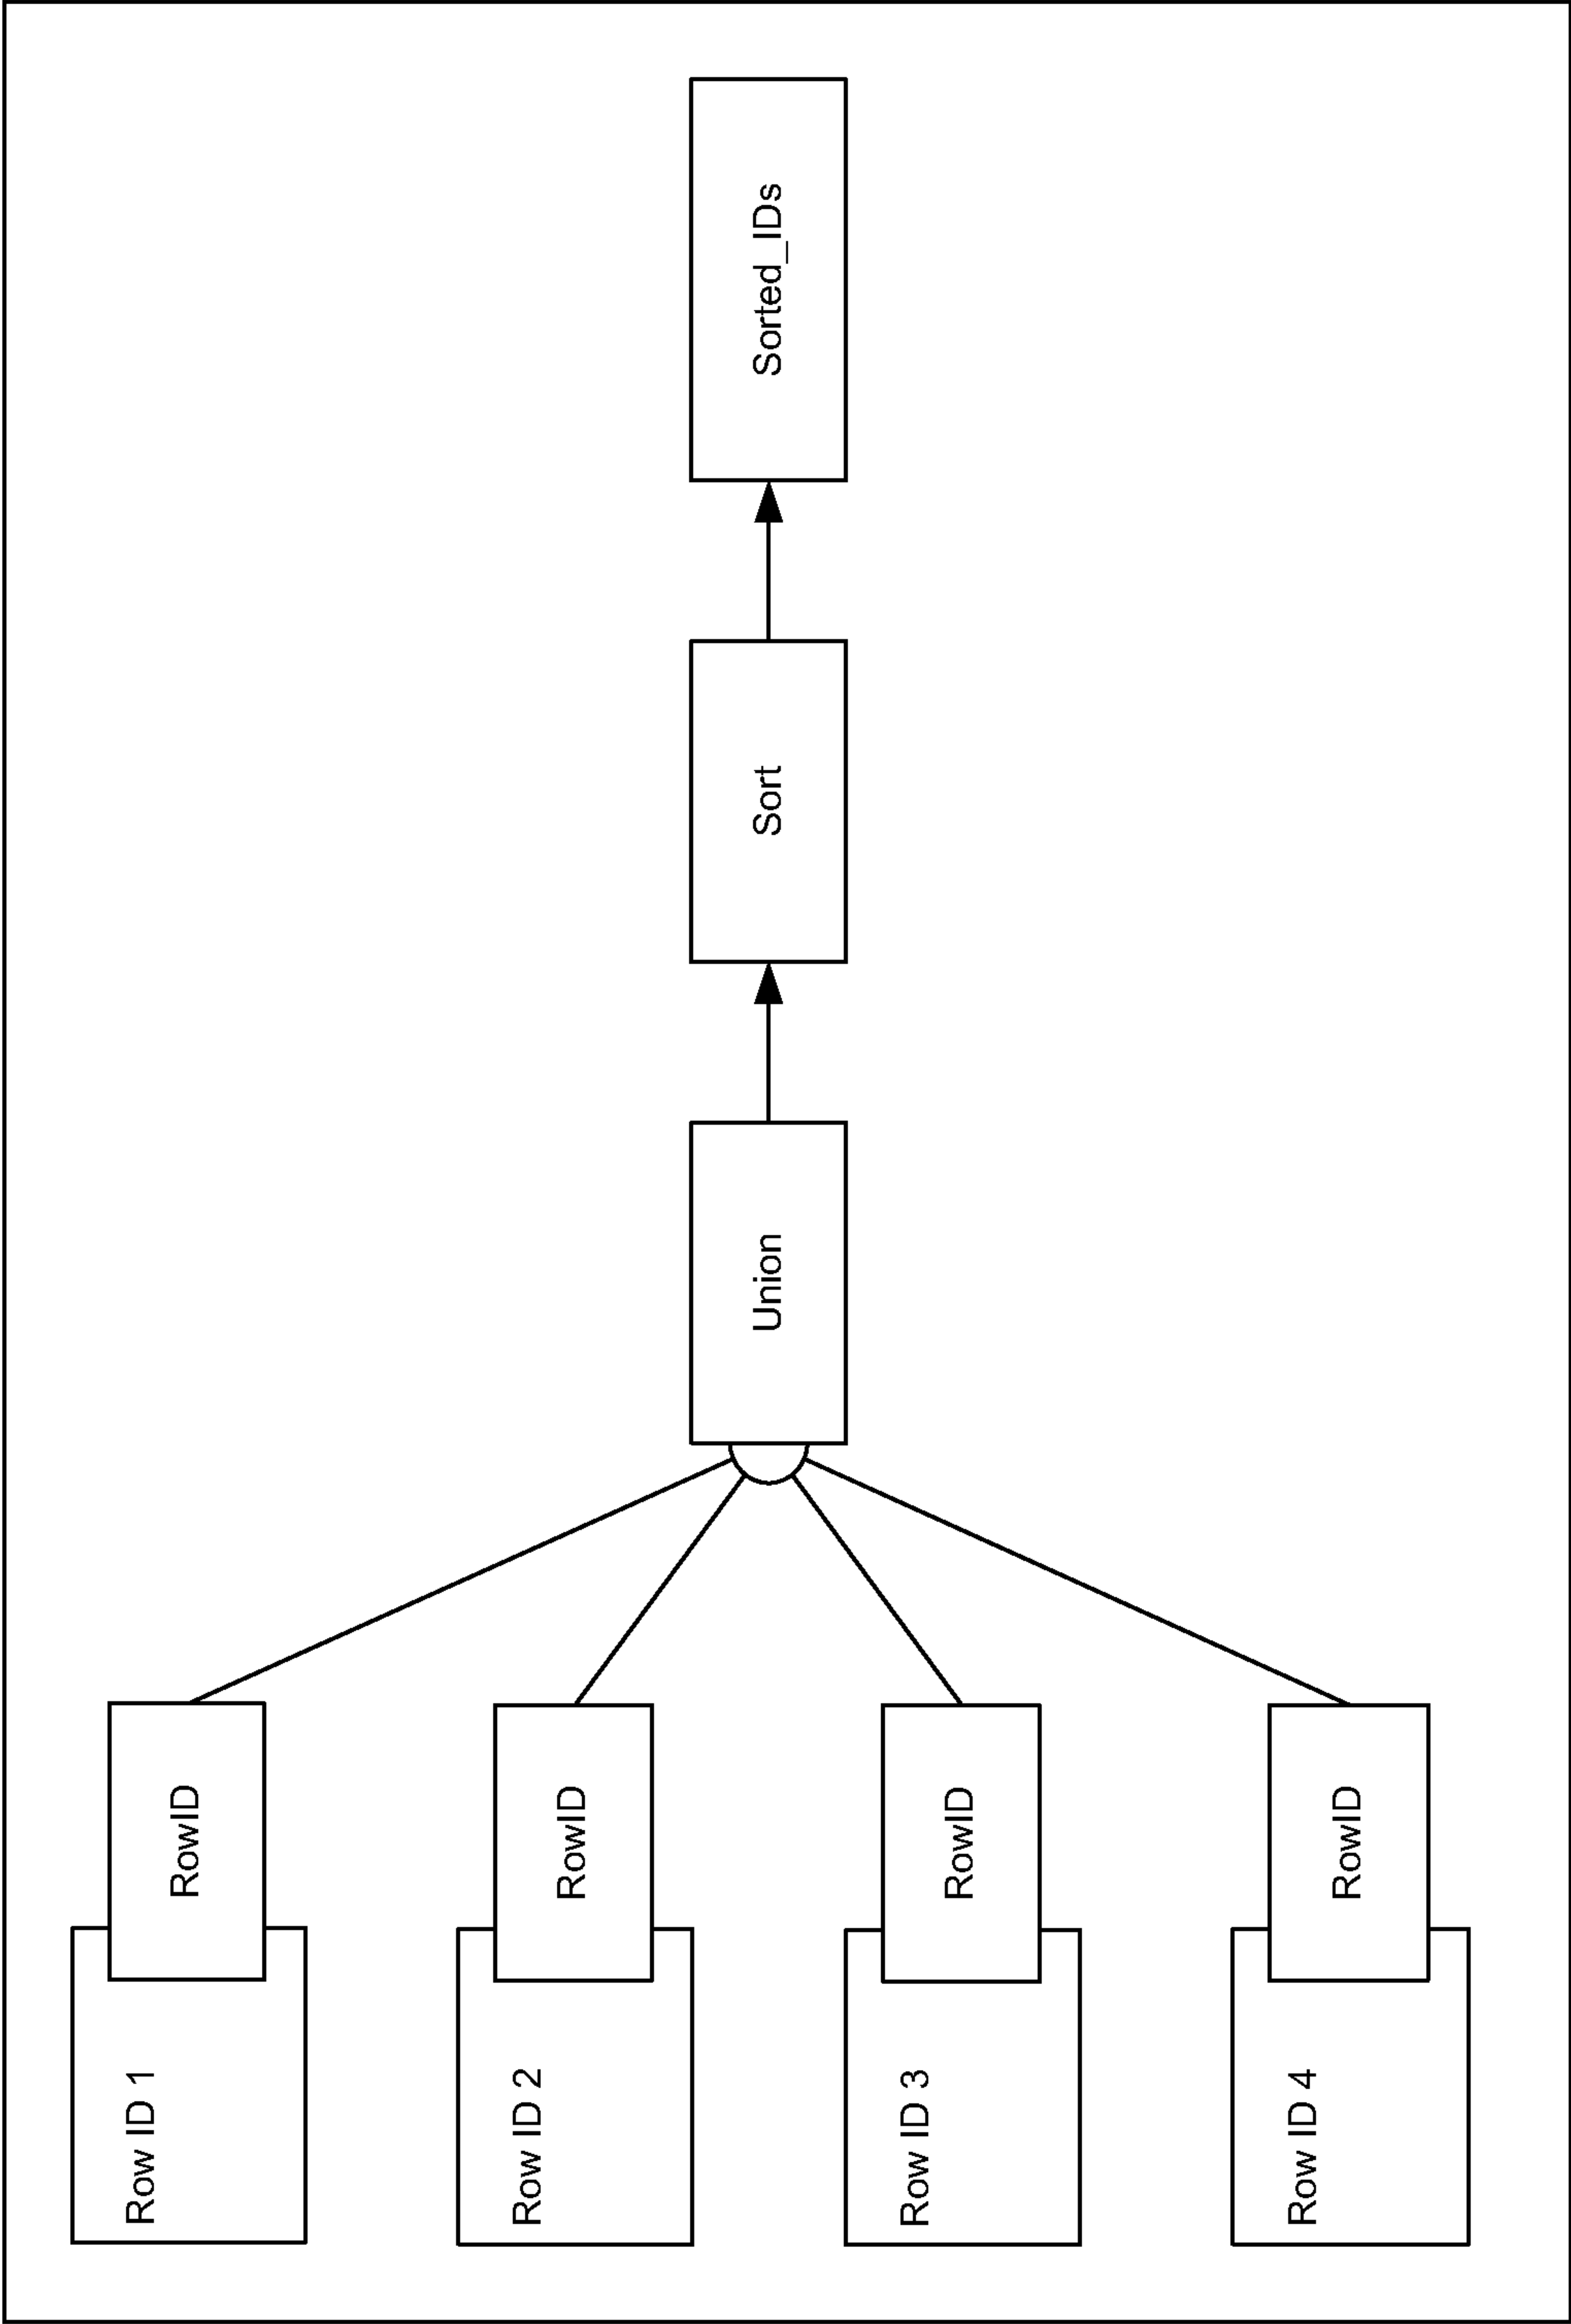 Row ID 1
RowID
Row ID 2
RowID
Row ID 3
RowID
Row ID 4
RowID
Union
Sort
Sorted_IDs